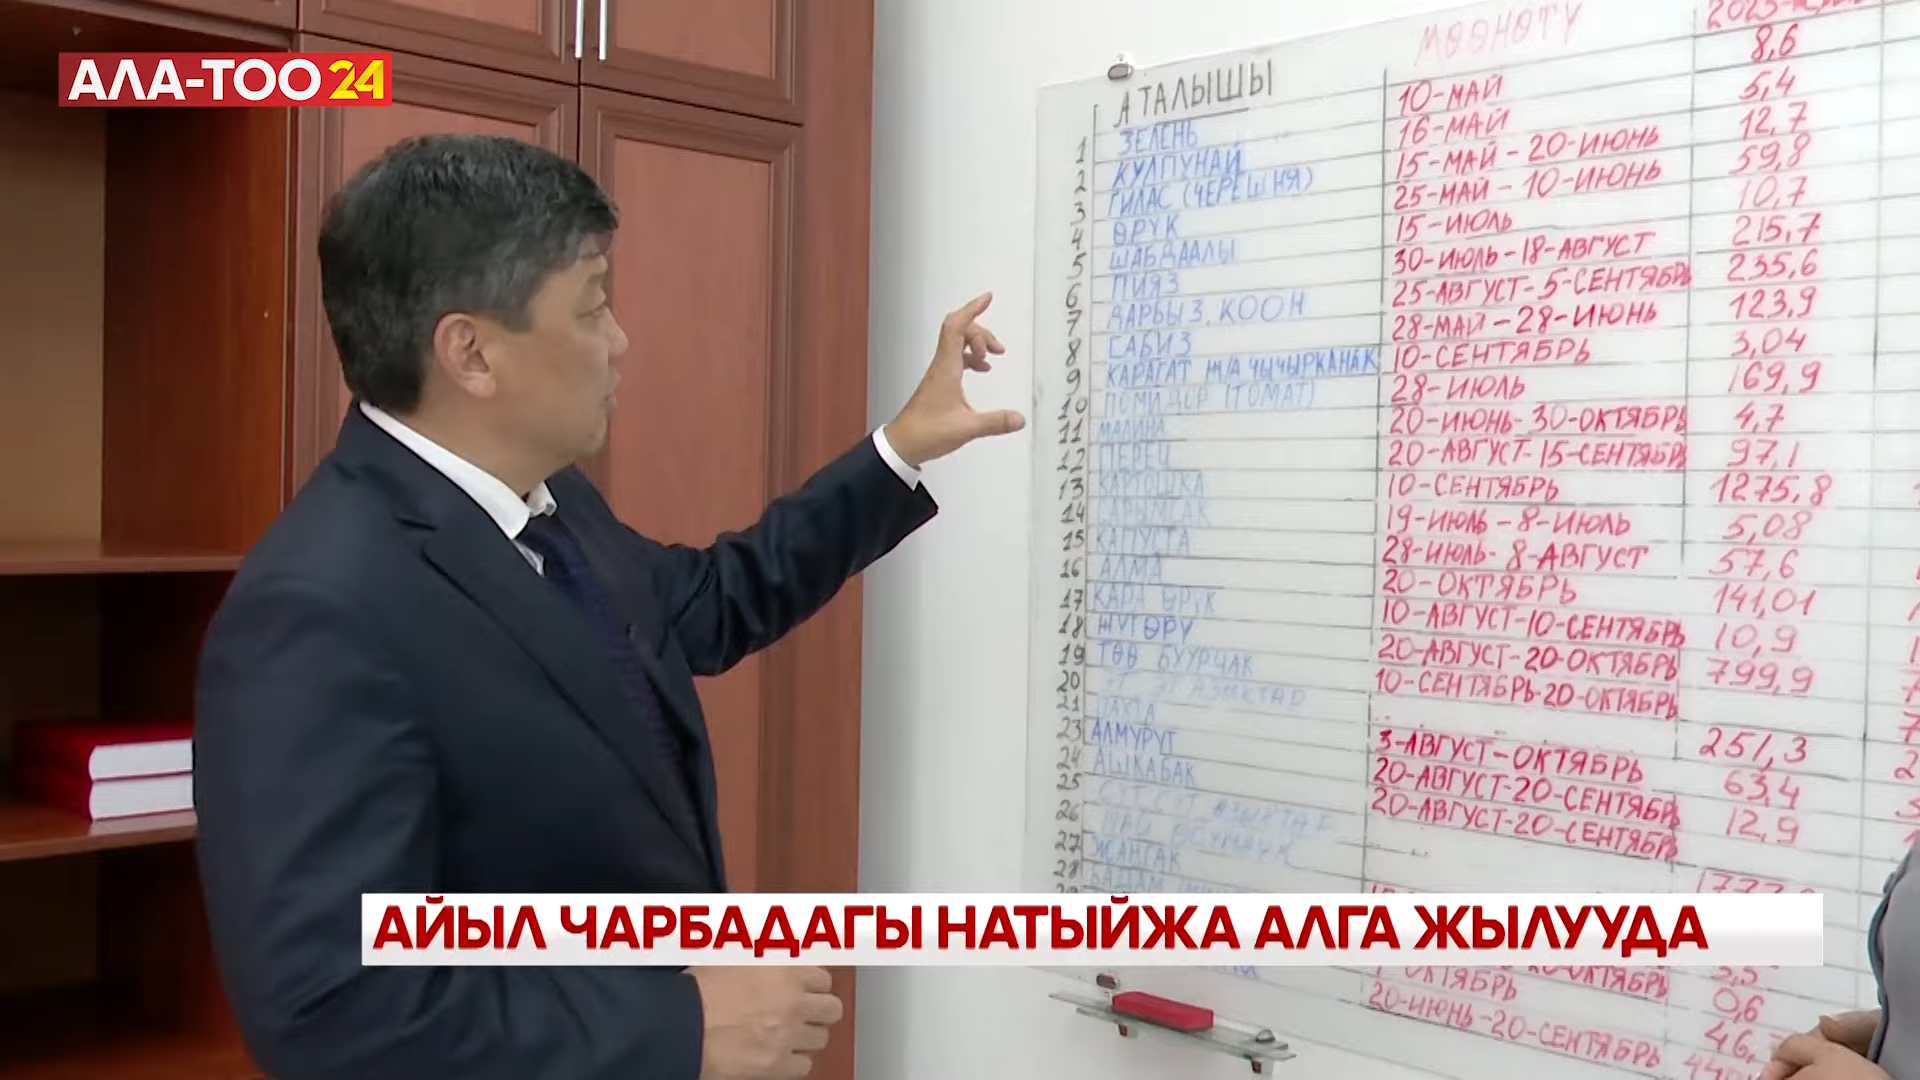 АЛА-ТОО 24
АТАЛЫШЫ МӨӨНӨТҮ
8,6
1 ЗЕЛЕНЬ 10-МАЙ 5,4
2 КУЛПУНАЙ 16-МАЙ 12,7
3 ГИЛАС (ЧЕРЕШНЯ) 15-МАЙ-20-ИЮНЬ 59,8
4 ӨРҮК 25-МАЙ-10-ИЮНЬ 10,7
5 ШАБДААЛЫ 15-ИЮЛЬ 215,7
6 ПИЯЗ 30-ИЮЛЬ-18-АВГУСТ 235,6
7 ДАРБЫЗ, КООН 25-АВГУСТ-5-СЕНТЯБРЬ 123,9
8 САБИЗ 28-МАЙ-28-ИЮНЬ 3,04
9 КАРАГАТ Ж/А ЧЫЧЫРКАНАК 10-СЕНТЯБРЬ 169,9
10 ПОМИДОР (ТОМАТ) 28-ИЮЛЬ 4,7
11 МАЛИНА 20-ИЮНЬ-30-ОКТЯБРЬ 97,1
12 ПЕРЕЦ 20-АВГУСТ-15-СЕНТЯБРЬ 1275,8
13 КАРТОШКА 10-СЕНТЯБРЬ 5,08
14 САРЫМСАК 19-ИЮЛЬ-8-ИЮЛЬ 57,6
15 КАПУСТА 28-ИЮЛЬ-8-АВГУСТ 141,01
16 АЛМА 20-ОКТЯБРЬ 10,9
17 КАРА ӨРҮК 10-АВГУСТ-10-СЕНТЯБРЬ 799,9
18 ЖҮГӨРҮ 20-АВГУСТ-20-ОКТЯБРЬ
19 ТӨӨ БУУРЧАК 10-СЕНТЯБРЬ-20-ОКТЯБРЬ 251,3
20
21 ПАХТА 3-АВГУСТ-ОКТЯБРЬ 63,4
23 АЛМУРУТ 20-АВГУСТ-20-СЕНТЯБРЬ 12,9
24 АШКАБАК 20-АВГУСТ-20-СЕНТЯБРЬ
25
26
27 ЖАНГАК
28
АЙЫЛ ЧАРБАДАГЫ НАТЫЙЖА АЛГА ЖЫЛУУДА
ОКТЯБРЬ 0,6
20-ИЮНЬ-20-СЕНТЯБРЬ 46,